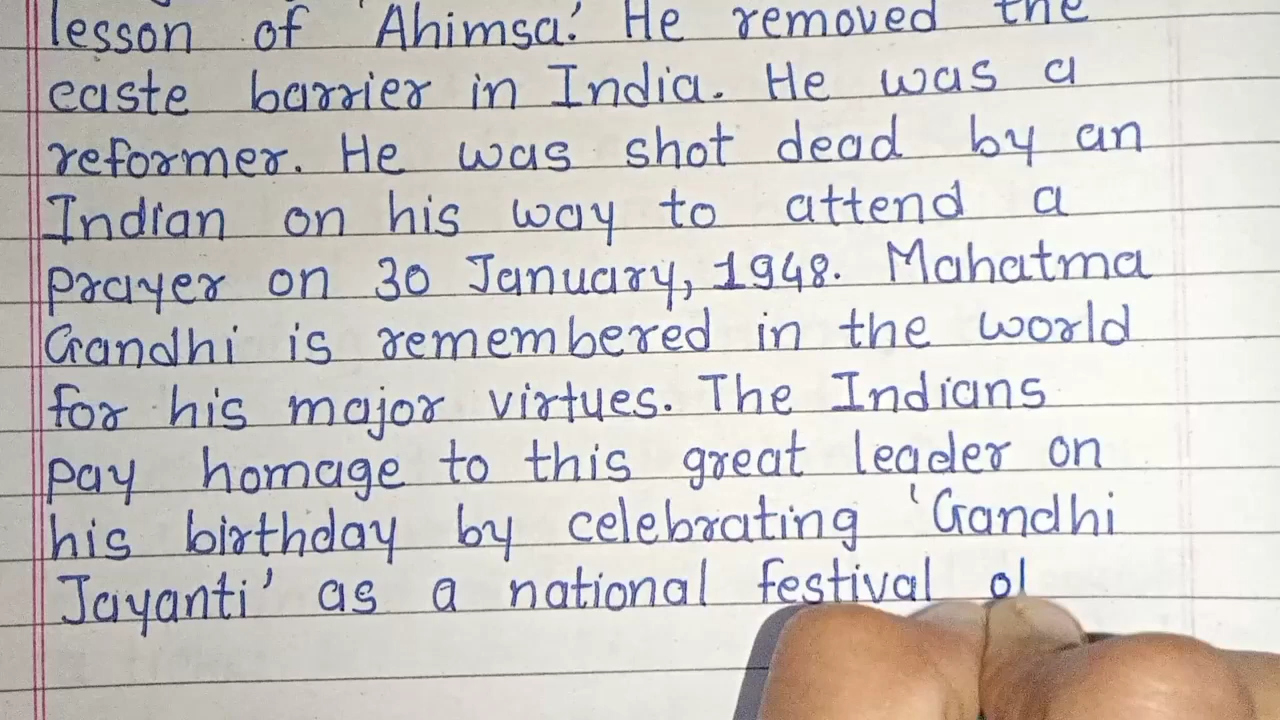 lesson of 'Ahimsa'. He removed the
caste barrier in India. He was a
reformer. He was shot dead by an
Indian on his way to attend a
prayer on 30 January, 1948. Mahatma
Gandhi is remembered in the world
for his major virtues. The Indians
pay homage to this great leader on
his birthday by celebrating 'Gandhi
Jayanti' as a national festival